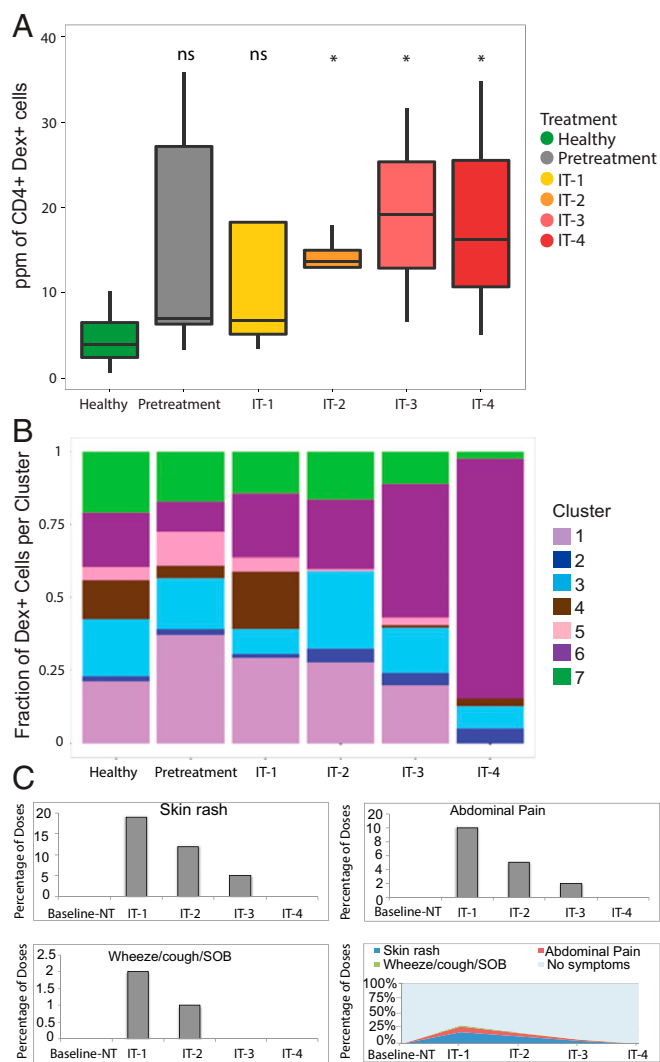 A
ppm of CD4+ Dex+ cells
40
30
20
10
0
ns
ns
*
*
*
Healthy
Pretreatment
IT-1
IT-2
IT-3
IT-4
Treatment
Healthy
Pretreatment
IT-1
IT-2
IT-3
IT-4
B
Fraction of Dex+ Cells per Cluster
1
0.75
0.5
0.25
0
Healthy
Pretreatment
IT-1
IT-2
IT-3
IT-4
Cluster
1
2
3
4
5
6
7
C
Skin rash
Percentage of Doses
20
15
10
5
0
Baseline-NT
IT-1
IT-2
IT-3
IT-4
Abdominal Pain
Percentage of Doses
10
8
6
4
2
0
Baseline-NT
IT-1
IT-2
IT-3
IT-4
Wheeze/cough/SOB
Percentage of Doses
2.5
2
1.5
1
0.5
0
Baseline-NT
IT-1
IT-2
IT-3
IT-4
Skin rash
Abdominal Pain
Wheeze/cough/SOB
No symptoms
Percentage of Doses
100%
75%
50%
25%
0%
Baseline-NT
IT-1
IT-2
IT-3
IT-4